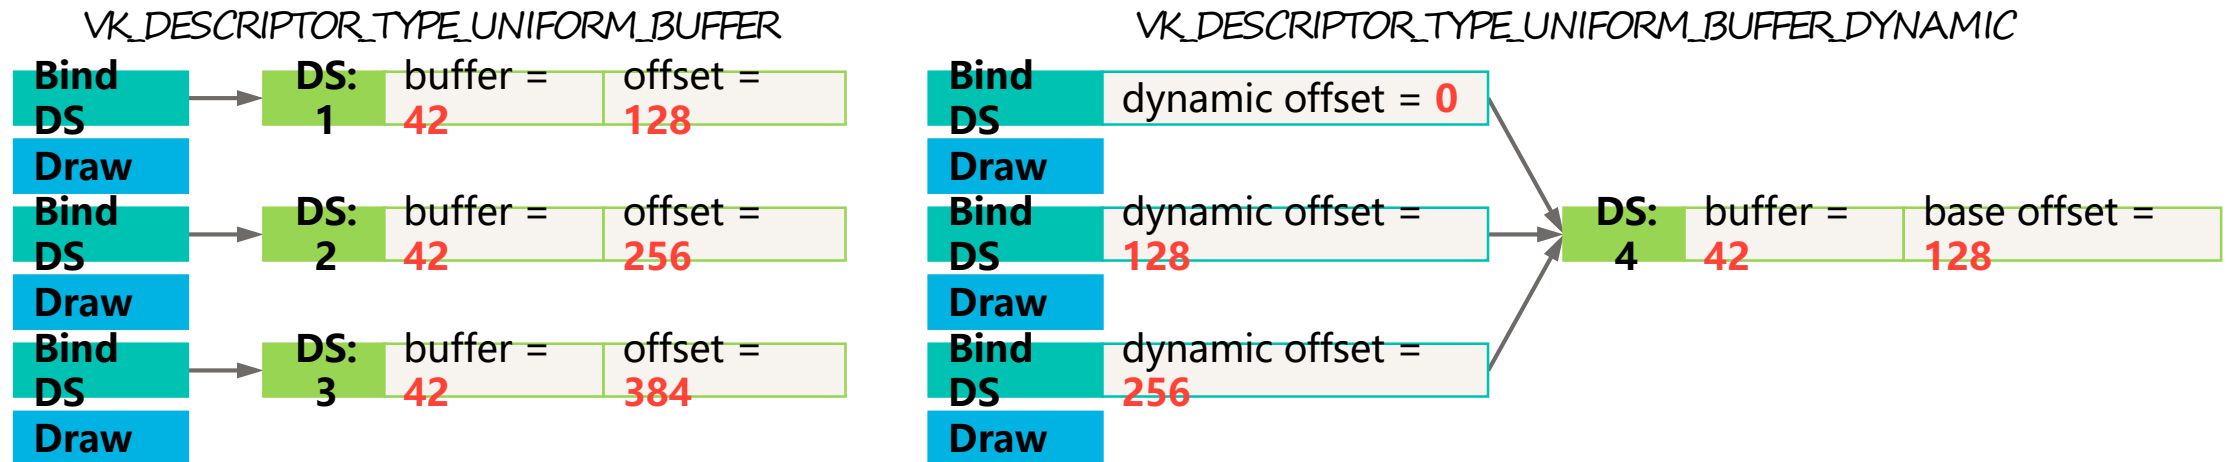 VK_DESCRIPTOR_TYPE_UNIFORM_BUFFER
Bind DS
DS: 1
buffer = 42
offset = 128
Draw
Bind DS
DS: 2
buffer = 42
offset = 256
Draw
Bind DS
DS: 3
buffer = 42
offset = 384
Draw
VK_DESCRIPTOR_TYPE_UNIFORM_BUFFER_DYNAMIC
Bind DS
dynamic offset = 0
Draw
Bind DS
dynamic offset = 128
Draw
Bind DS
dynamic offset = 256
Draw
DS: 4
buffer = 42
base offset = 128